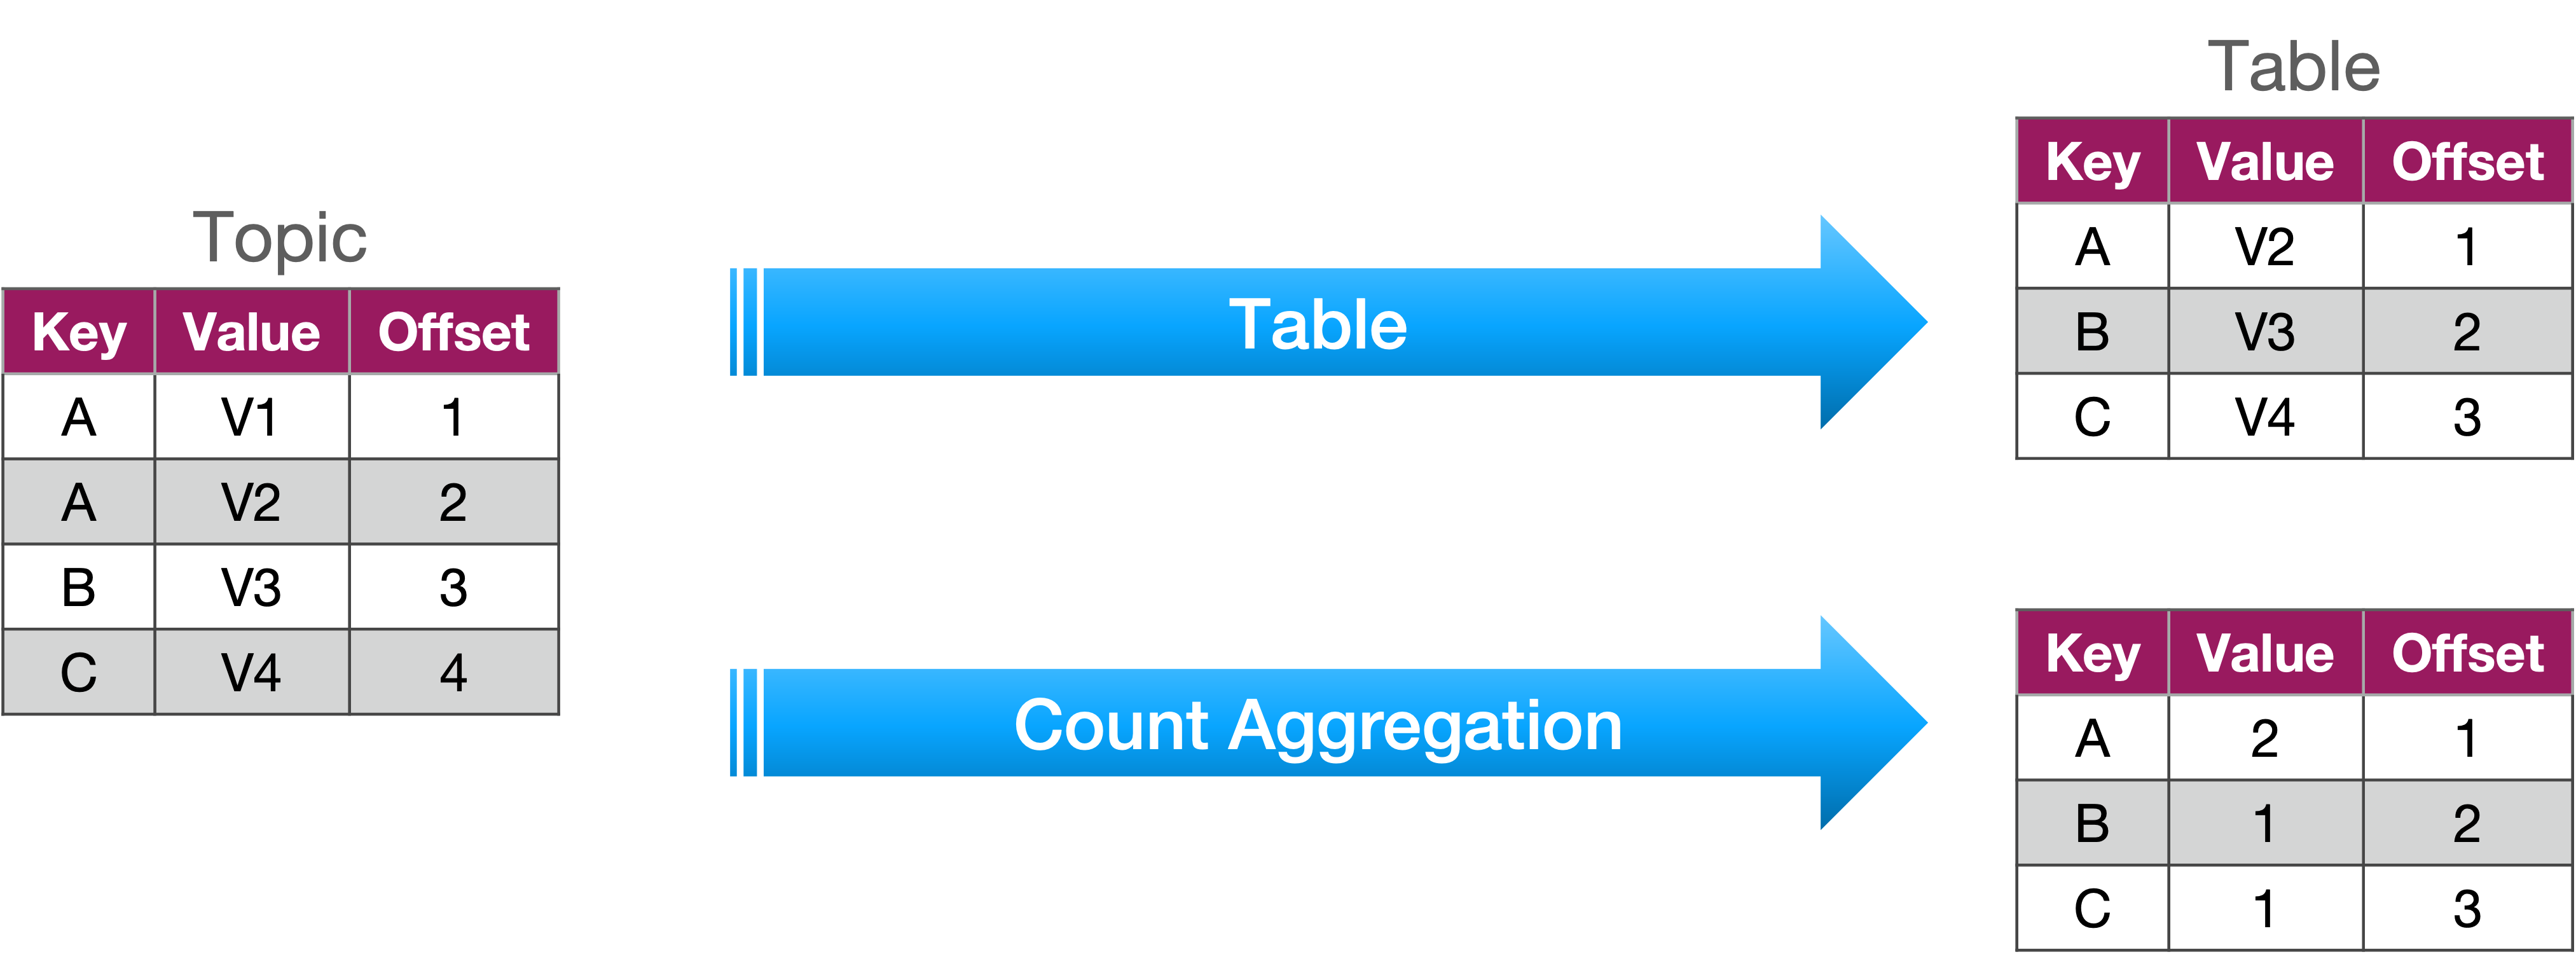 Topic
Key Value Offset
A V1 1
A V2 2
B V3 3
C V4 4
Table
Count Aggregation
Table
Key Value Offset
A V2 1
B V3 2
C V4 3
Key Value Offset
A 2 1
B 1 2
C 1 3